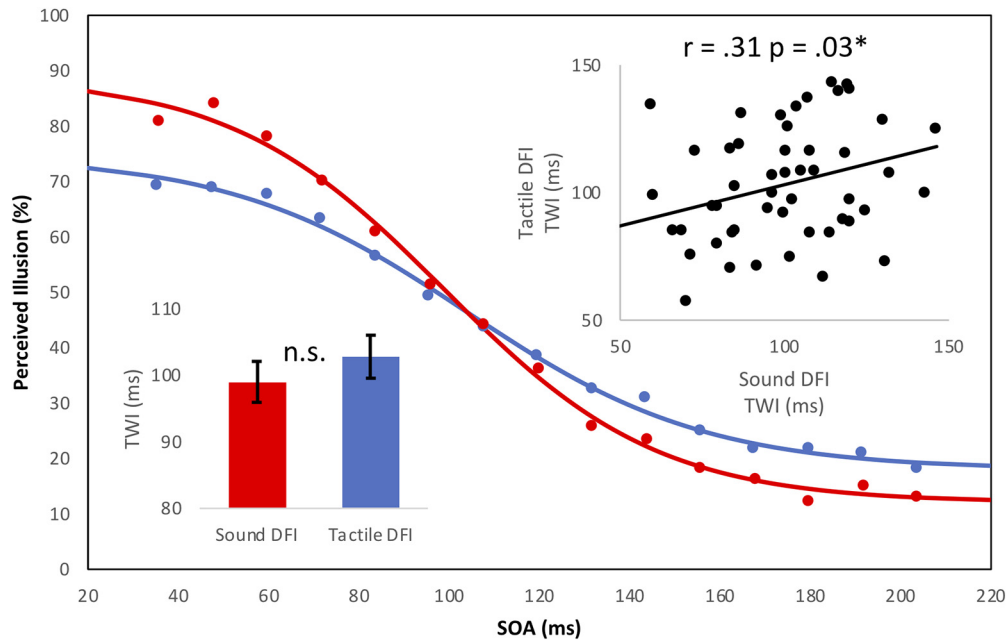 100
90
80
70
60
50
40
30
20
10
0
Perceived Illusion (%)
20 40 60 80 100 120 140 160 180 200 220
SOA (ms)
r = .31 p = .03*
150
100
50
Tactile DFI
TWI (ms)
50 100 150
Sound DFI
TWI (ms)
110
100
90
80
TWI (ms)
n.s.
Sound DFI Tactile DFI